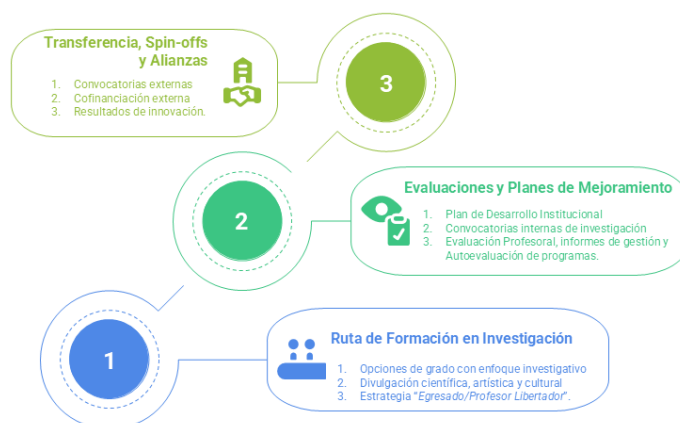 Transferencia, Spin-offs
y Alianzas
1. Convocatorias externas
2. Cofinanciación externa
3. Resultados de innovación.
3
2
Evaluaciones y Planes de Mejoramiento
1. Plan de Desarrollo Institucional
2. Convocatorias internas de investigación
3. Evaluación Profesoral, informes de gestión y
Autoevaluación de programas.
1
Ruta de Formación en Investigación
1. Opciones de grado con enfoque investigativo
2. Divulgación científica, artística y cultural
3. Estrategia “Egresado/Profesor Libertador”.